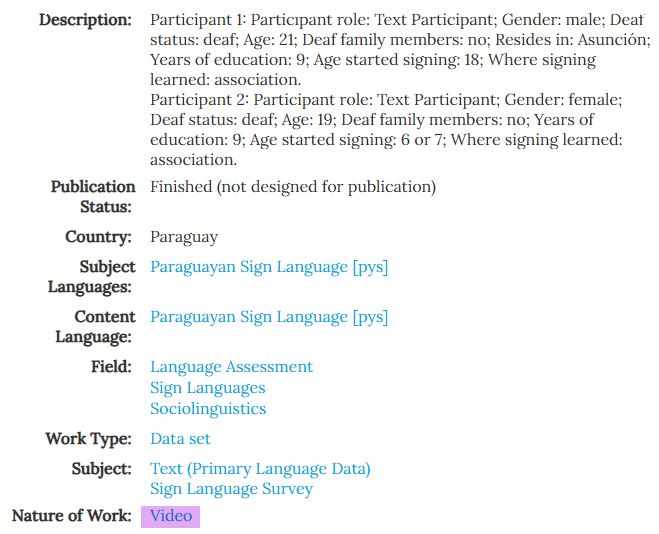 Description: Participant 1: Participant role: Text Participant; Gender: male; Deaf
status: deaf; Age: 21; Deaf family members: no; Resides in: Asunción;
Years of education: 9; Age started signing: 18; Where signing
learned: association.
Participant 2: Participant role: Text Participant; Gender: female;
Deaf status: deaf; Age: 19; Deaf family members: no; Years of
education: 9; Age started signing: 6 or 7; Where signing learned:
association.
Publication Status: Finished (not designed for publication)
Country: Paraguay
Subject Languages: Paraguayan Sign Language [pys]
Content Language: Paraguayan Sign Language [pys]
Field: Language Assessment
Sign Languages
Sociolinguistics
Work Type: Data set
Subject: Text (Primary Language Data)
Sign Language Survey
Nature of Work: Video